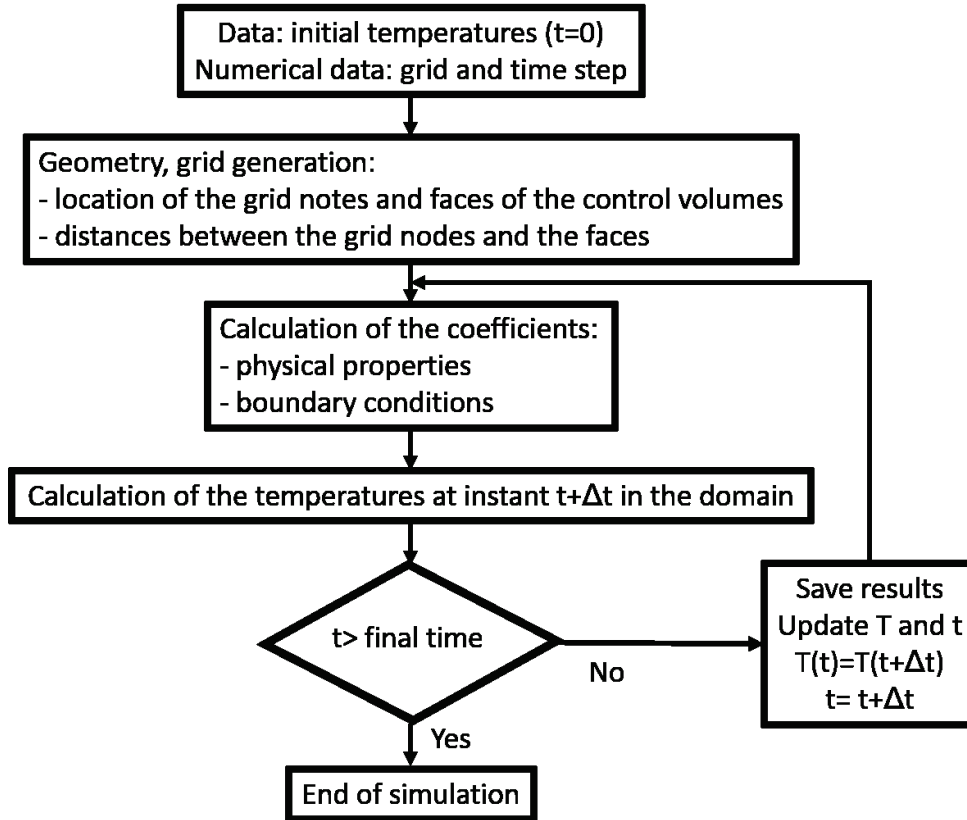 Data: initial temperatures (t=0)
Numerical data: grid and time step
Geometry, grid generation:
- location of the grid notes and faces of the control volumes
- distances between the grid nodes and the faces
Calculation of the coefficients:
- physical properties
- boundary conditions
Calculation of the temperatures at instant t+Δt in the domain
t> final time
No
Save results
Update T and t
T(t)=T(t+Δt)
t= t+Δt
Yes
End of simulation